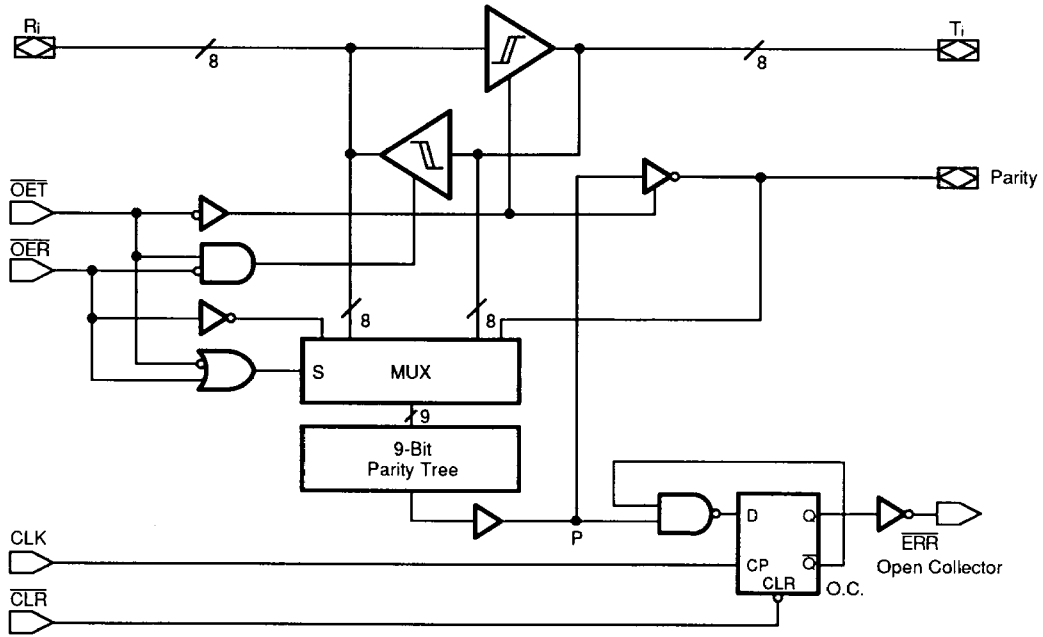 Ri
Ti
8
8
OET
OER
Parity
8
8
S
MUX
9
9-Bit
Parity Tree
P
D
Q
CP
Q
CLR
O.C.
ERR
Open Collector
CLK
CLR